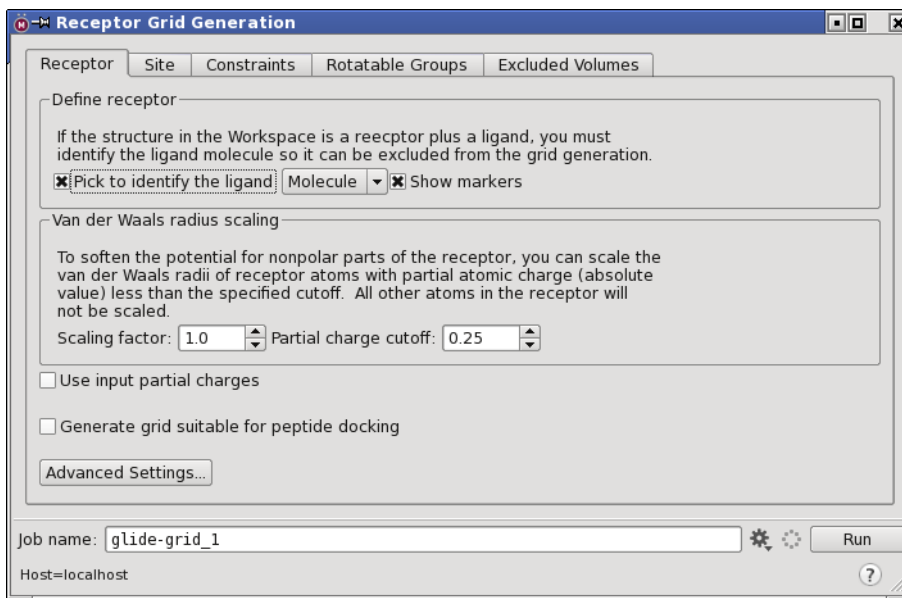 Receptor Grid Generation
Receptor Site Constraints Rotatable Groups Excluded Volumes
Define receptor
If the structure in the Workspace is a reecptor plus a ligand, you must
identify the ligand molecule so it can be excluded from the grid generation.
Pick to identify the ligand Molecule Show markers
Van der Waals radius scaling
To soften the potential for nonpolar parts of the receptor, you can scale the
van der Waals radii of receptor atoms with partial atomic charge (absolute
value) less than the specified cutoff. All other atoms in the receptor will
not be scaled.
Scaling factor: 1.0 Partial charge cutoff: 0.25
Use input partial charges
Generate grid suitable for peptide docking
Advanced Settings...
Job name: glide-grid_1 Run
Host=localhost ?